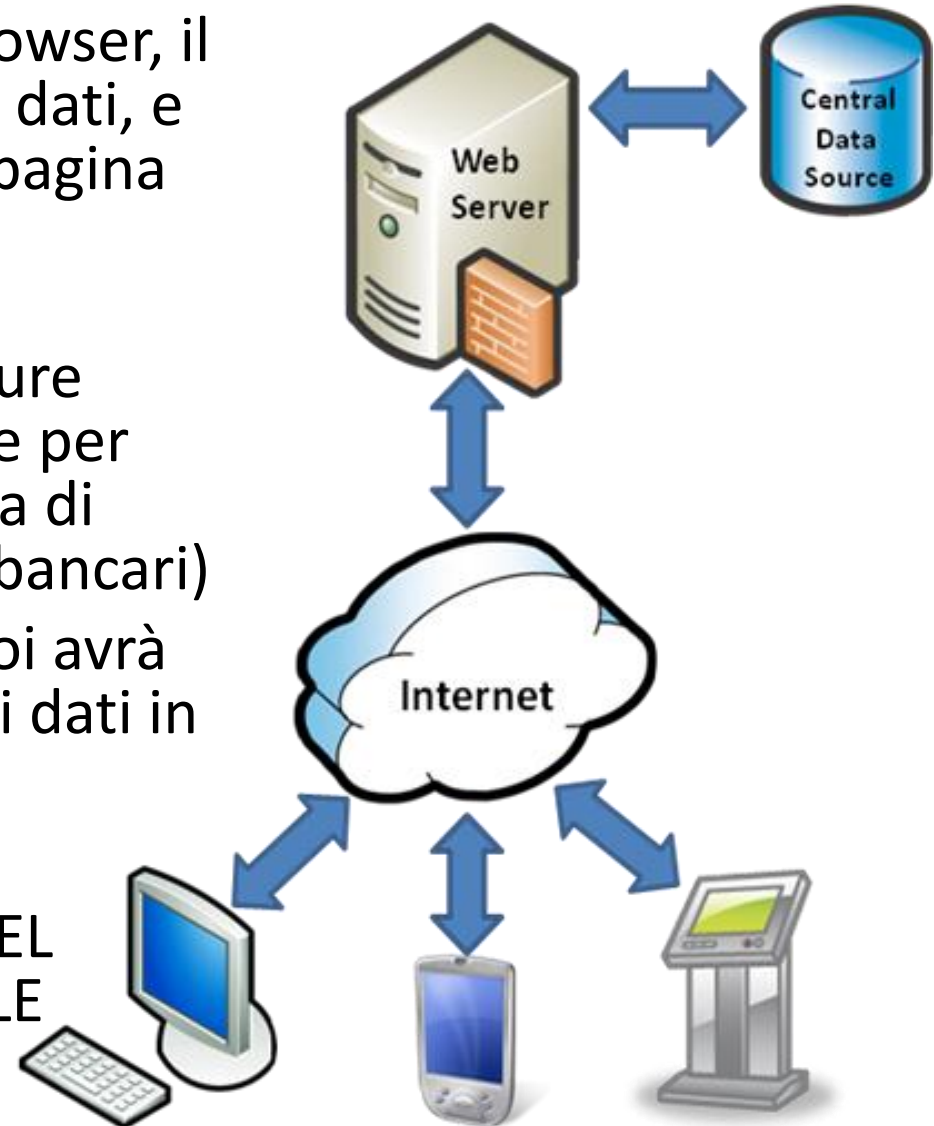 owser, il
dati, e
pagina
ure
e per
a di
bancari)
oi avrà
i dati in
EL
LE
Web
Server
Central
Data
Source
Internet